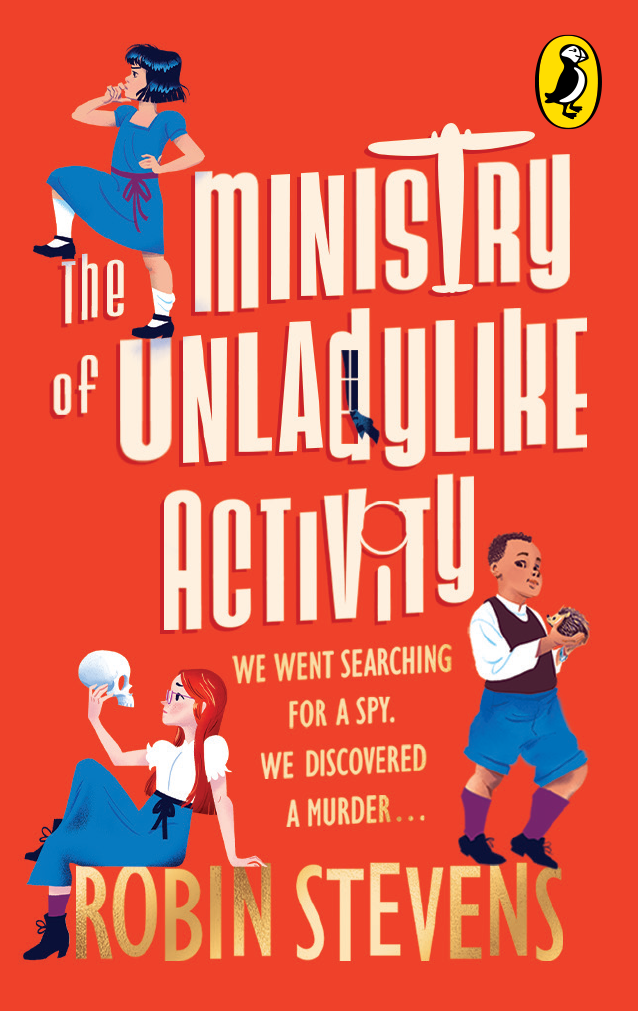 The MINISTRY
of UNLAdyLIKE
ACTIViTy
WE WENT SEARCHING
FOR A SPY.
WE DISCOVERED
A MURDER...
ROBIN STEVENS